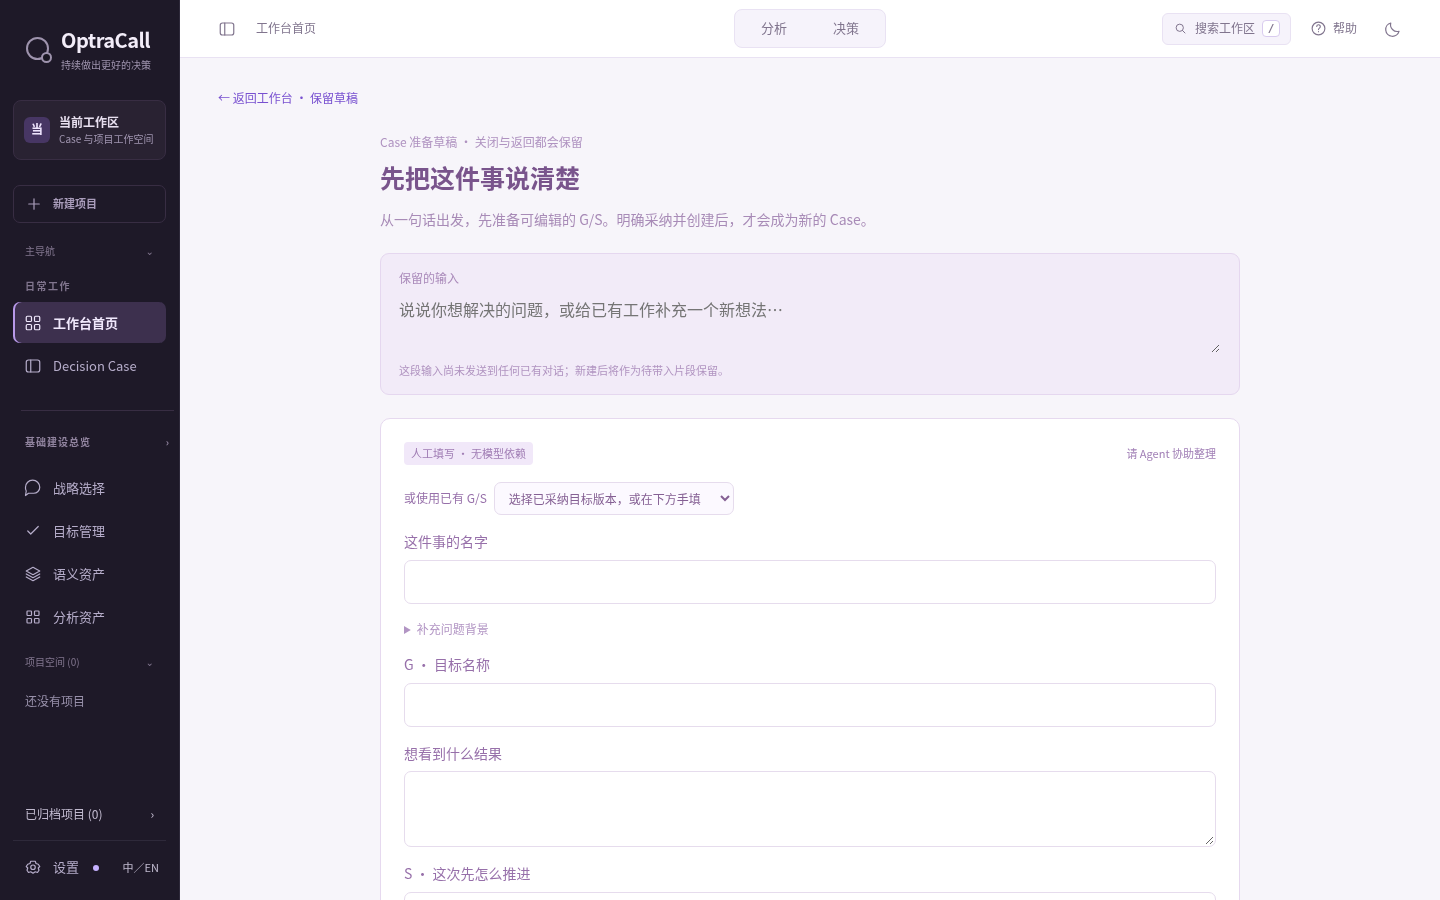 OptraCall
持续做出更好的决策
当
当前工作区
Case 与项目工作空间
新建项目
主导航
日常工作
工作台首页
Decision Case
基础建设总览
战略选择
目标管理
语义资产
分析资产
项目空间 (0)
还没有项目
已归档项目 (0)
设置
中／EN
工作台首页
分析
决策
搜索工作区
/
帮助
← 返回工作台 · 保留草稿
Case 准备草稿 · 关闭与返回都会保留
先把这件事说清楚
从一句话出发，先准备可编辑的 G/S。明确采纳并创建后，才会成为新的 Case。
保留的输入
说说你想解决的问题，或给已有工作补充一个新想法…
这段输入尚未发送到任何已有对话；新建后将作为待带入片段保留。
人工填写 · 无模型依赖
请 Agent 协助整理
或使用已有 G/S
选择已采纳目标版本，或在下方手填
这件事的名字
补充问题背景
G · 目标名称
想看到什么结果
S · 这次先怎么推进